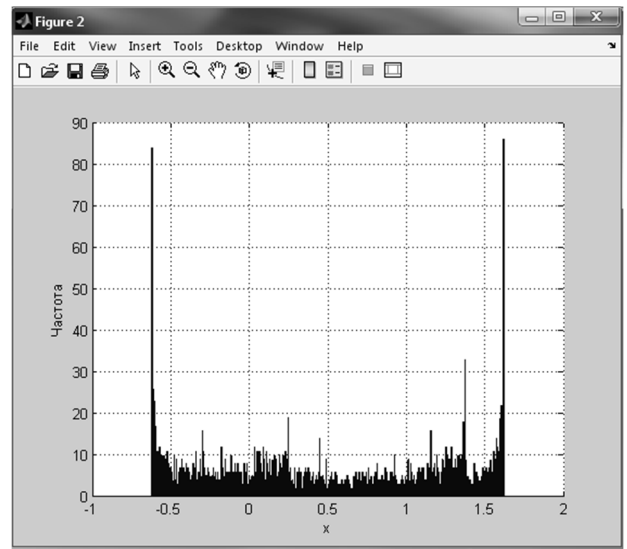 Figure 2
File Edit View Insert Tools Desktop Window Help
90
80
70
60
50
40
30
20
10
0
Частота
-1 -0.5 0 0.5 1 1.5 2
x